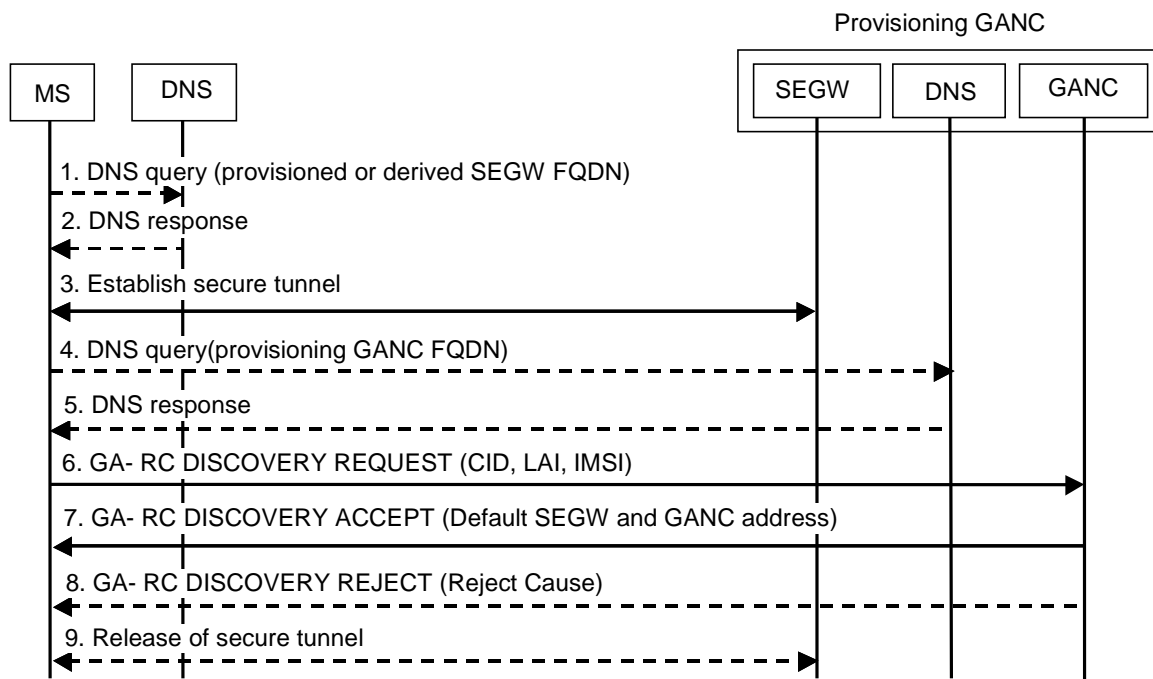 Provisioning GANC
MS
DNS
SEGW
DNS
GANC
1. DNS query (provisioned or derived SEGW FQDN)
2. DNS response
3. Establish secure tunnel
4. DNS query(provisioning GANC FQDN)
5. DNS response
6. GA- RC DISCOVERY REQUEST (CID, LAI, IMSI)
7. GA- RC DISCOVERY ACCEPT (Default SEGW and GANC address)
8. GA- RC DISCOVERY REJECT (Reject Cause)
9. Release of secure tunnel